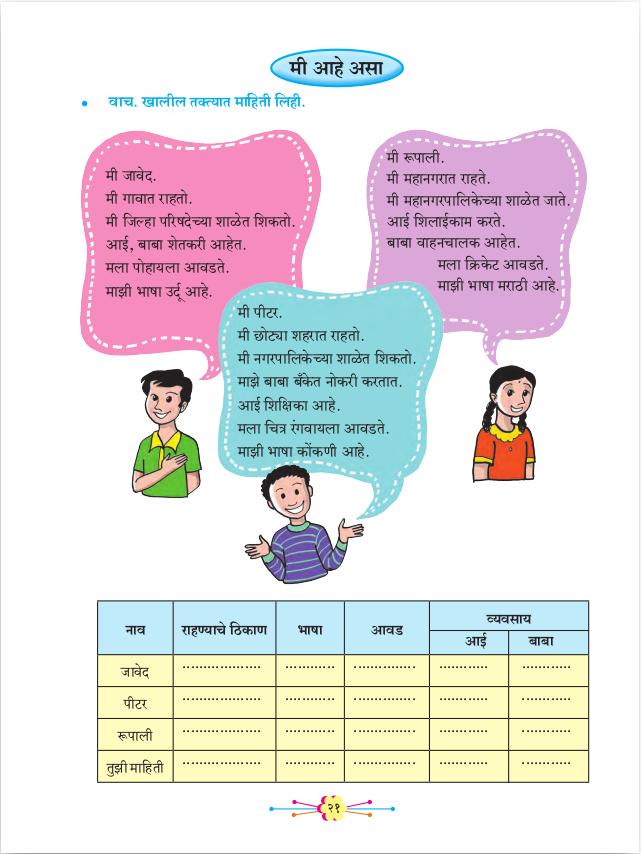 मी आहे असा
• वाच. खालील तक्त्यात माहिती लिही.
मी जावेद.
मी गावात राहतो.
मी जिल्हा परिषदेच्या शाळेत शिकतो.
आई, बाबा शेतकरी आहेत.
मला पोहायला आवडते.
माझी भाषा उर्दू आहे.
मी रूपाली.
मी महानगरात राहते.
मी महानगरपालिकेच्या शाळेत जाते.
आई शिलाईकाम करते.
बाबा वाहनचालक आहेत.
मला क्रिकेट आवडते.
माझी भाषा मराठी आहे.
मी पीटर.
मी छोट्या शहरात राहतो.
मी नगरपालिकेच्या शाळेत शिकतो.
माझे बाबा बँकेत नोकरी करतात.
आई शिक्षिका आहे.
मला चित्र रंगवायला आवडते.
माझी भाषा कोंकणी आहे.
नाव राहण्याचे ठिकाण भाषा आवड व्यवसाय
आई बाबा
जावेद ................... ............ ............... ............ ............
पीटर ................... ............ ............... ............ ............
रूपाली ................... ............ ............... ............ ............
तुझी माहिती ................... ............ ............... ............ ............
२१